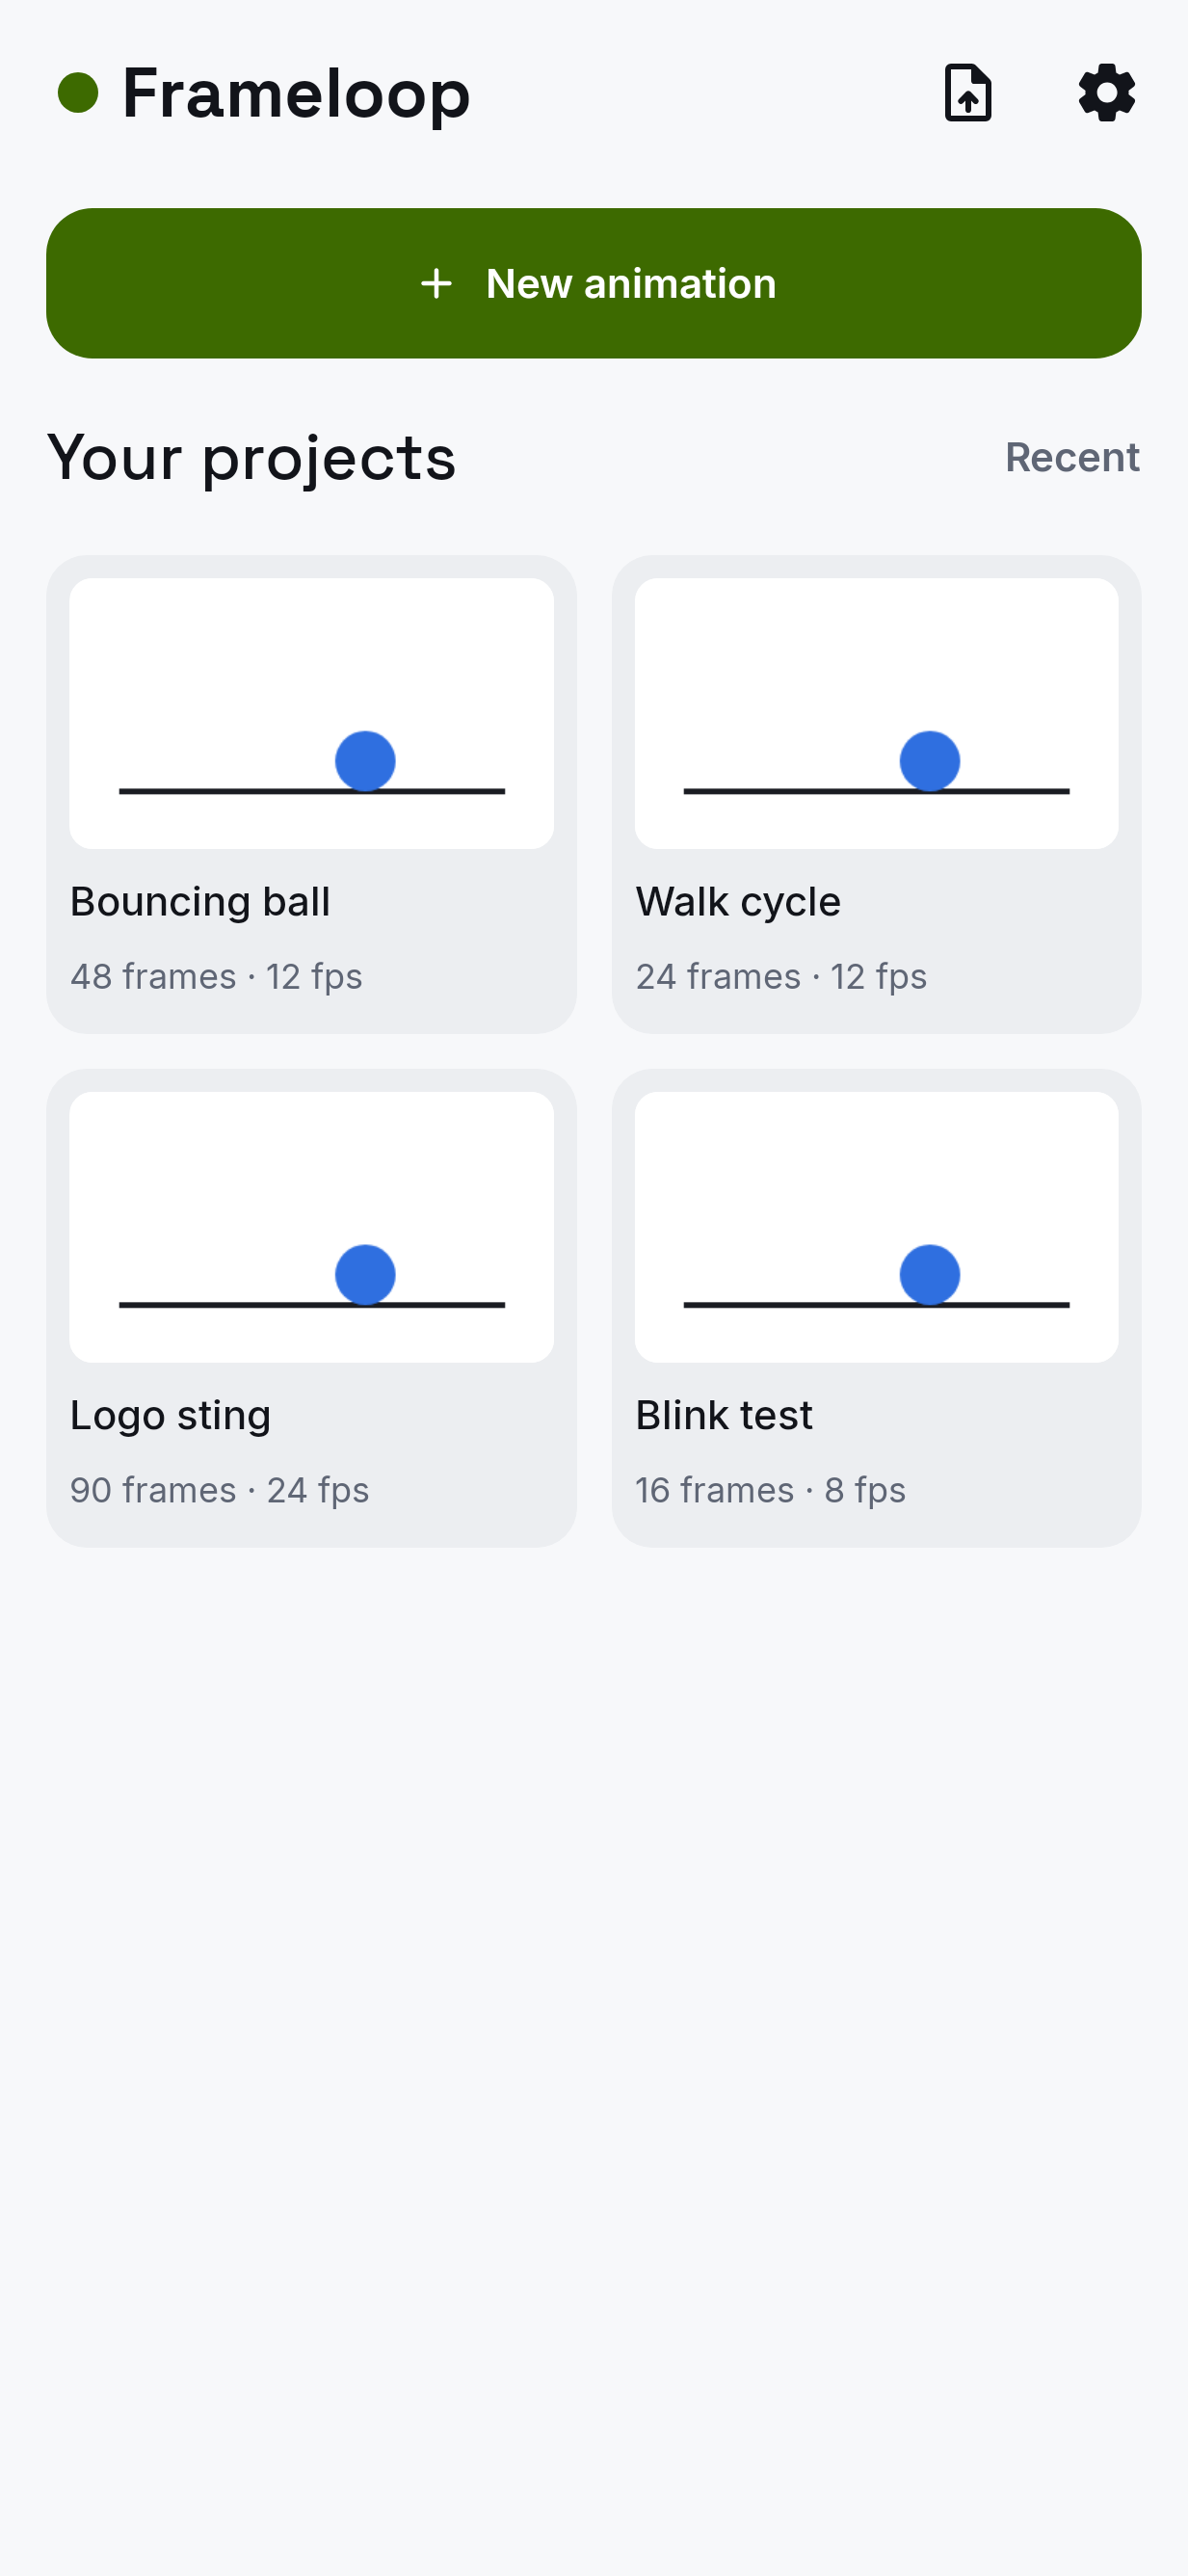 Frameloop
New animation
Your projects
Recent
Bouncing ball
48 frames · 12 fps
Walk cycle
24 frames · 12 fps
Logo sting
90 frames · 24 fps
Blink test
16 frames · 8 fps